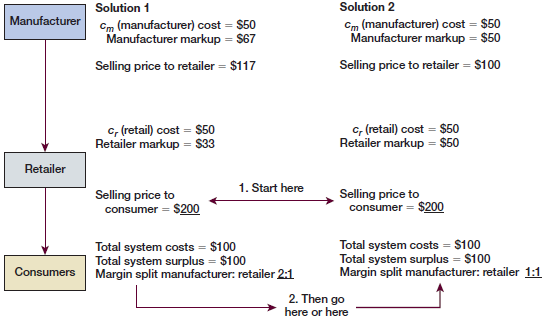 Manufacturer
Solution 1
cm (manufacturer) cost = $50
Manufacturer markup = $67
Selling price to retailer = $117
Solution 2
cm (manufacturer) cost = $50
Manufacturer markup = $50
Selling price to retailer = $100
cr (retail) cost = $50
Retailer markup = $33
cr (retail) cost = $50
Retailer markup = $50
Retailer
Selling price to
consumer = $200
1. Start here
Selling price to
consumer = $200
Consumers
Total system costs = $100
Total system surplus = $100
Margin split manufacturer: retailer 2:1
Total system costs = $100
Total system surplus = $100
Margin split manufacturer: retailer 1:1
2. Then go
here or here